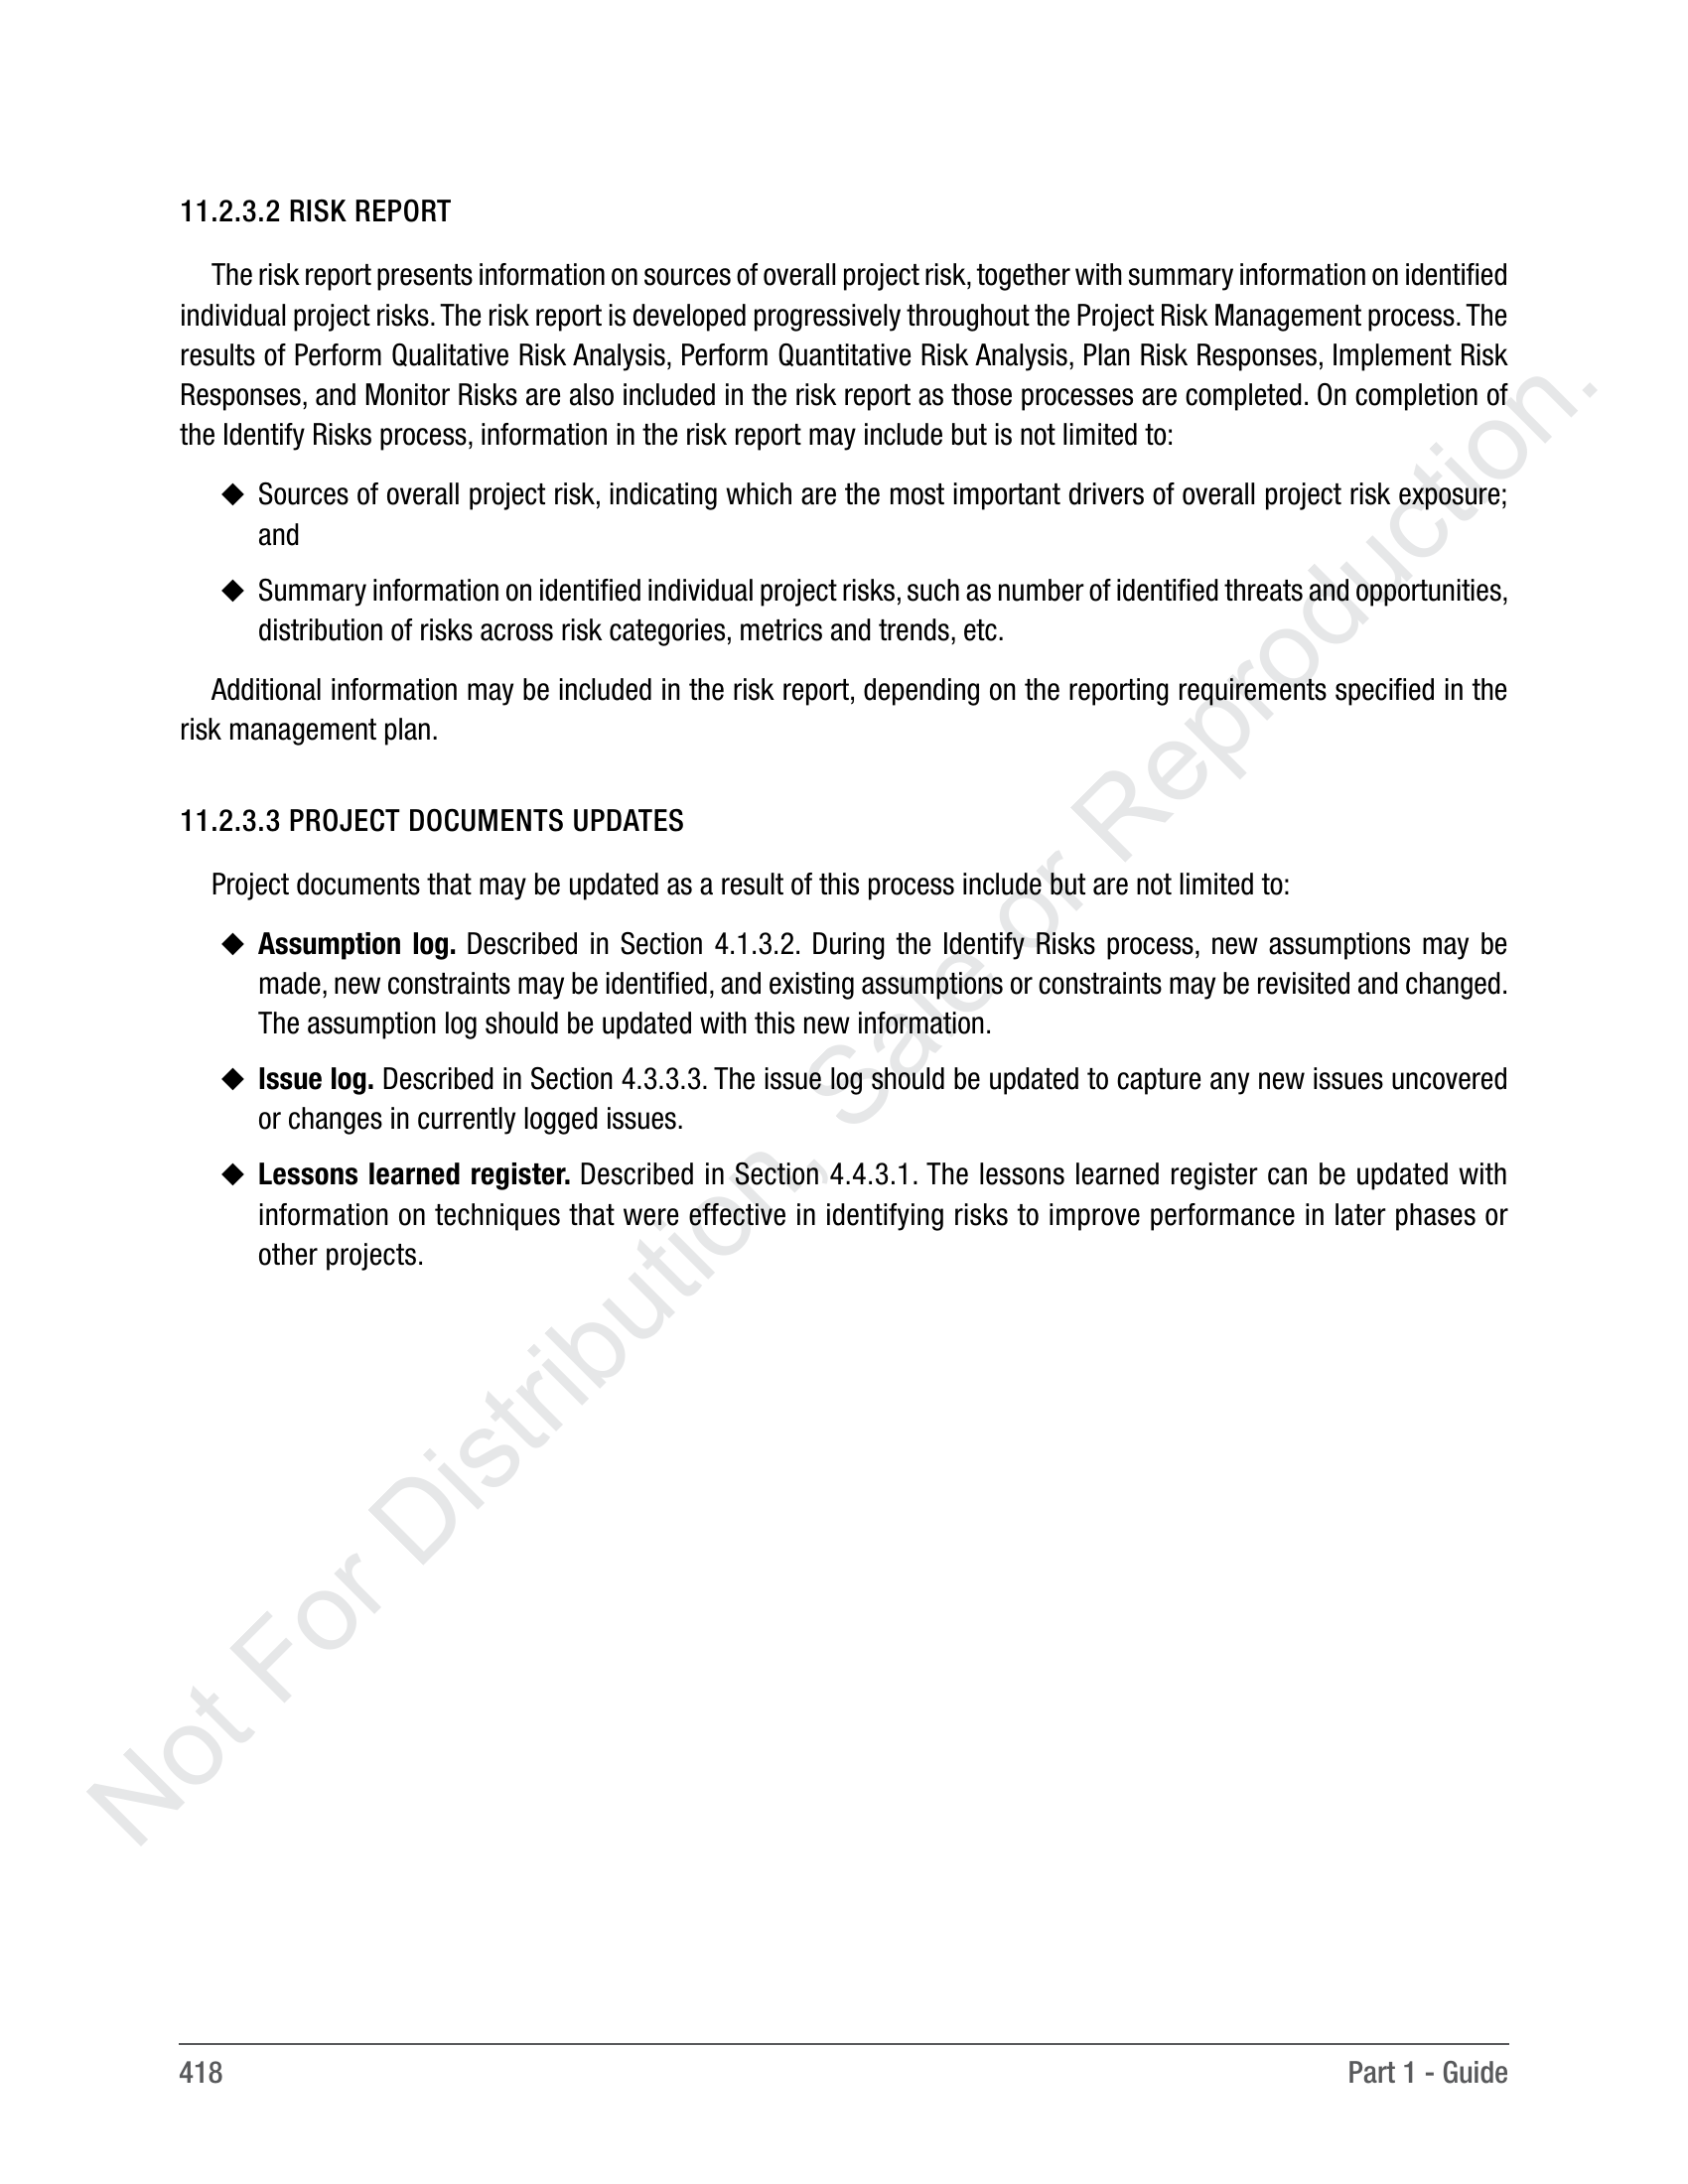 11.2.3.2 RISK REPORT
The risk report presents information on sources of overall project risk, together with summary information on identified
individual project risks. The risk report is developed progressively throughout the Project Risk Management process. The
results of Perform Qualitative Risk Analysis, Perform Quantitative Risk Analysis, Plan Risk Responses, Implement Risk
Responses, and Monitor Risks are also included in the risk report as those processes are completed. On completion of
the Identify Risks process, information in the risk report may include but is not limited to:
◆ Sources of overall project risk, indicating which are the most important drivers of overall project risk exposure;
and
◆ Summary information on identified individual project risks, such as number of identified threats and opportunities,
distribution of risks across risk categories, metrics and trends, etc.
Additional information may be included in the risk report, depending on the reporting requirements specified in the
risk management plan.
11.2.3.3 PROJECT DOCUMENTS UPDATES
Project documents that may be updated as a result of this process include but are not limited to:
◆ Assumption log. Described in Section 4.1.3.2. During the Identify Risks process, new assumptions may be
made, new constraints may be identified, and existing assumptions or constraints may be revisited and changed.
The assumption log should be updated with this new information.
◆ Issue log. Described in Section 4.3.3.3. The issue log should be updated to capture any new issues uncovered
or changes in currently logged issues.
◆ Lessons learned register. Described in Section 4.4.3.1. The lessons learned register can be updated with
information on techniques that were effective in identifying risks to improve performance in later phases or
other projects.
Not For Distribution, Sale or Reproduction.
418
Part 1 - Guide